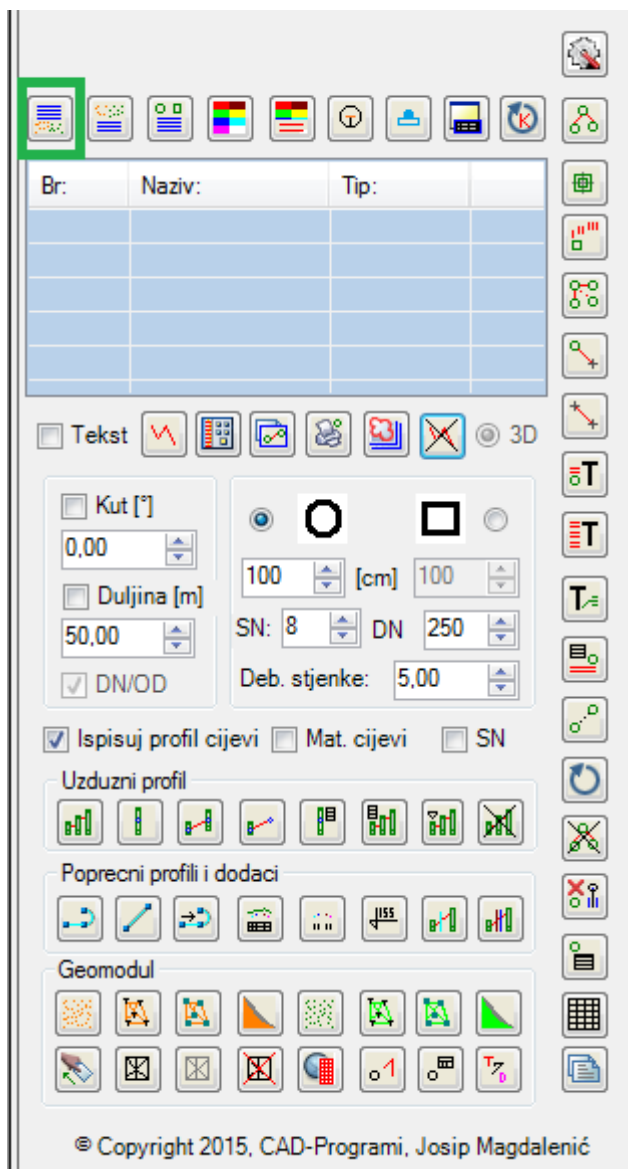 Br: Naziv: Tip:
Tekst 3D
Kut [°]
0,00
Duljina [m]
50,00
DN/OD
100 [cm] 100
SN: 8 DN 250
Deb. stjenke: 5,00
Ispisuj profil cijevi Mat. cijevi SN
Uzduzni profil
Poprecni profili i dodaci
Geomodul
© Copyright 2015, CAD-Programi, Josip Magdalenić